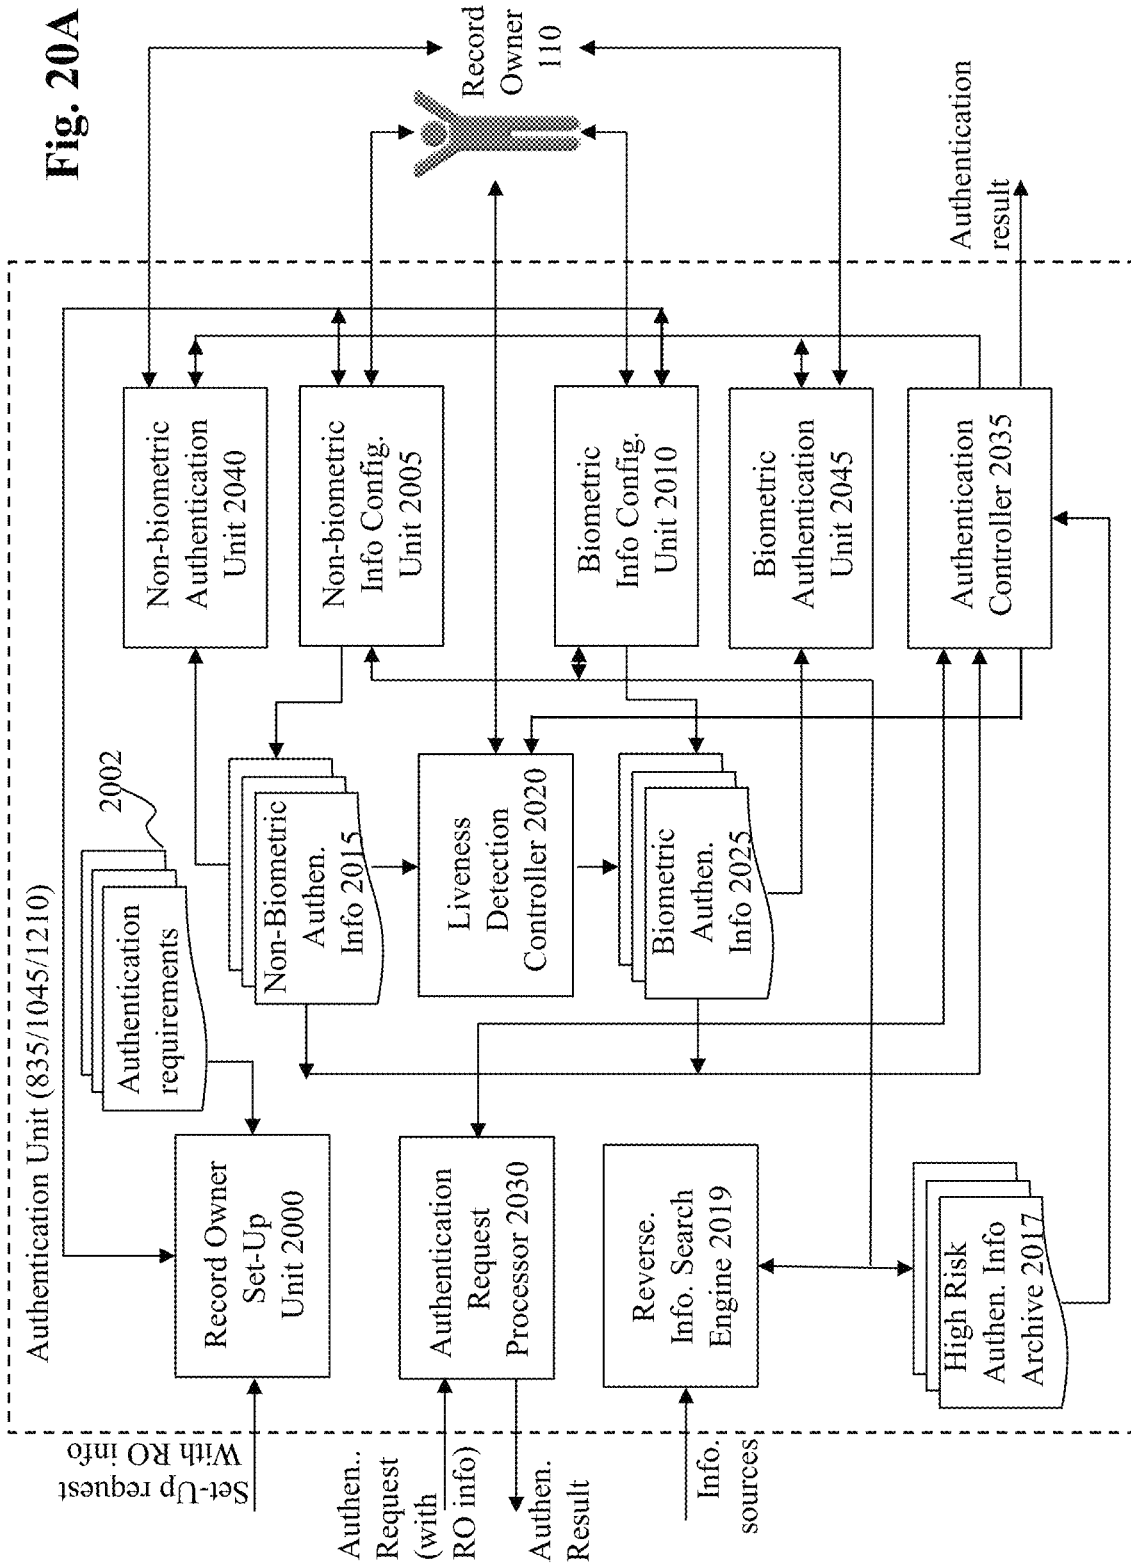 Fig. 20A
Authentication Unit (835/1045/1210)
Set-Up request
With RO info
Record Owner
Set-Up
Unit 2000
Authentication
requirements
2002
Non-biometric
Authentication
Unit 2040
Non-biometric
Info Config.
Unit 2005
Non-Biometric
Authen.
Info 2015
Record
Owner
110
Authen..
Request
(with
RO info)
Authen.
Result
Authentication
Request
Processor 2030
Liveness
Detection
Controller 2020
Biometric
Info Config.
Unit 2010
Biometric
Authen.
Info 2025
Biometric
Authentication
Unit 2045
Info.
sources
Reverse.
Info. Search
Engine 2019
High Risk
Authen. Info
Archive 2017
Authentication
Controller 2035
Authentication
result